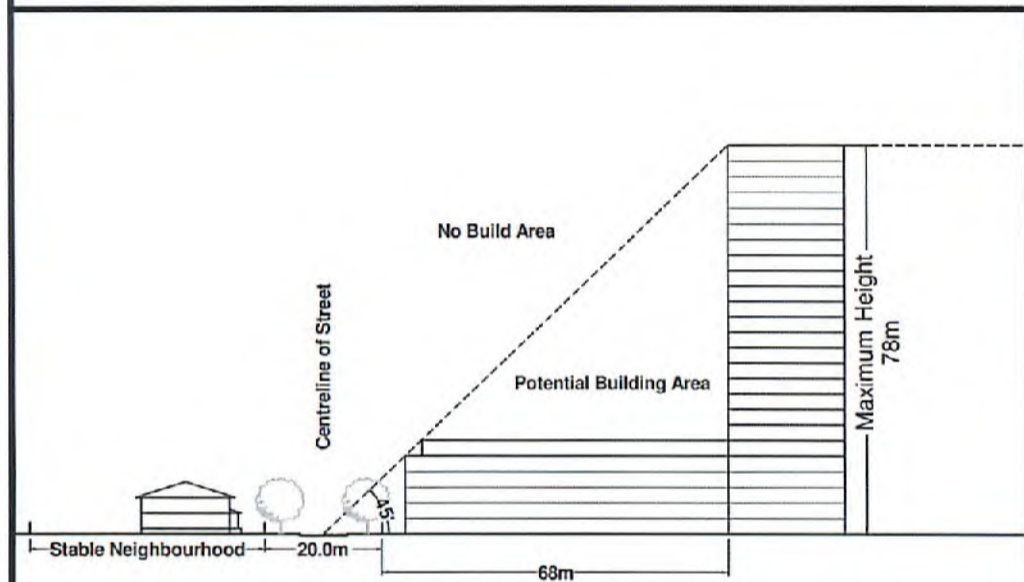 No Build Area
Centreline of Street
Potential Building Area
Maximum Height
78m
45°
Stable Neighbourhood
20.0m
68m